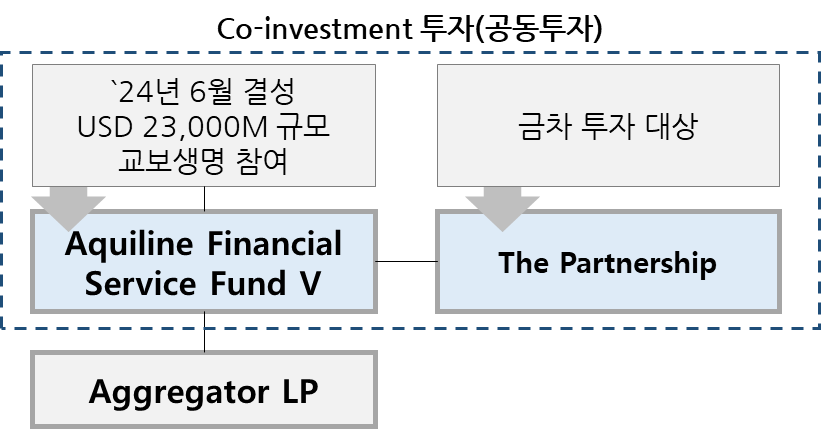 Co-investment 투자(공동투자)
`24년 6월 결성
USD 23,000M 규모
교보생명 참여
금차 투자 대상
Aquiline Financial
Service Fund V
The Partnership
Aggregator LP